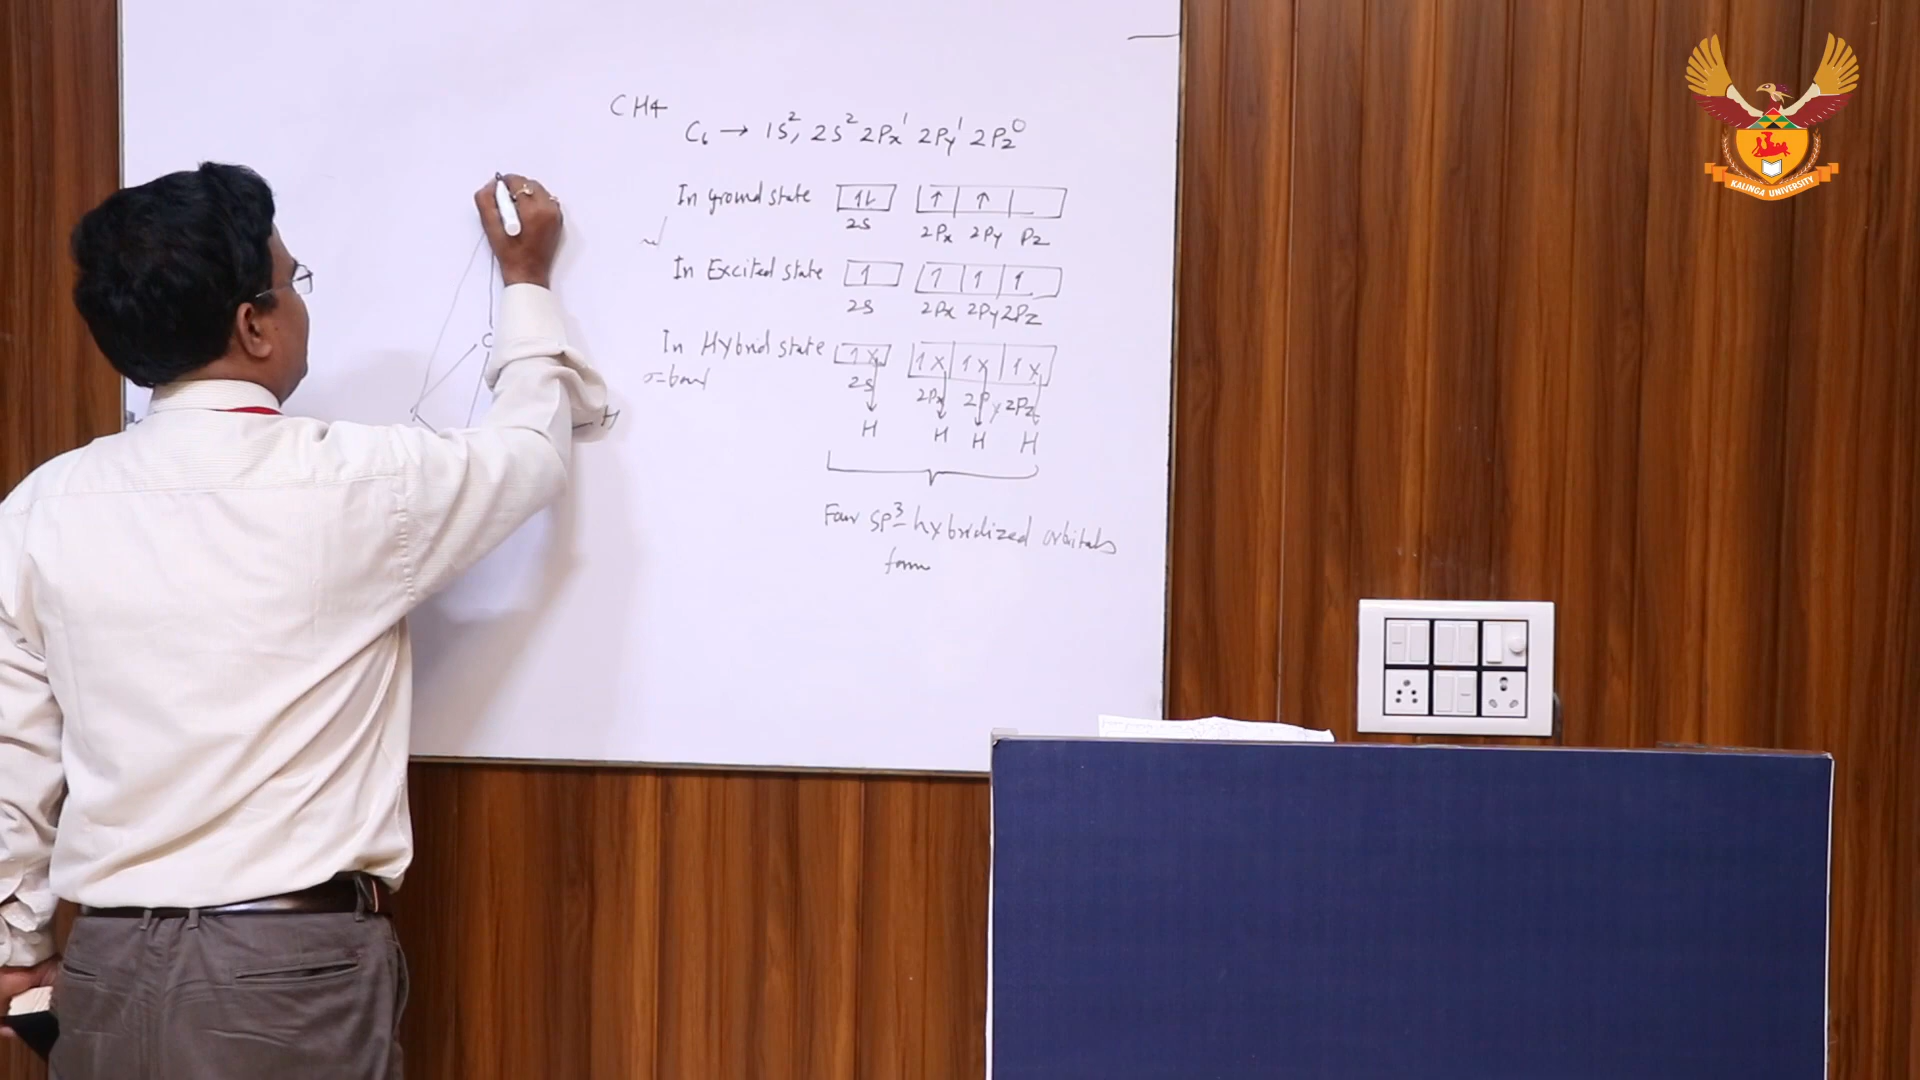 CH4
C6 → 1s², 2s² 2Px¹ 2Py¹ 2Pz⁰
In ground state ↑↓ ↑ ↑
2s 2Px 2Py Pz
In Excited state ↑ ↑ ↑ ↑
2s 2Px 2Py 2Pz
In Hybrid state ↑x ↑x ↑x ↑x
2s 2Px 2Py 2Pz
H H H H
Four sp³-hybridized orbitals
form
C
H
KALINGA UNIVERSITY